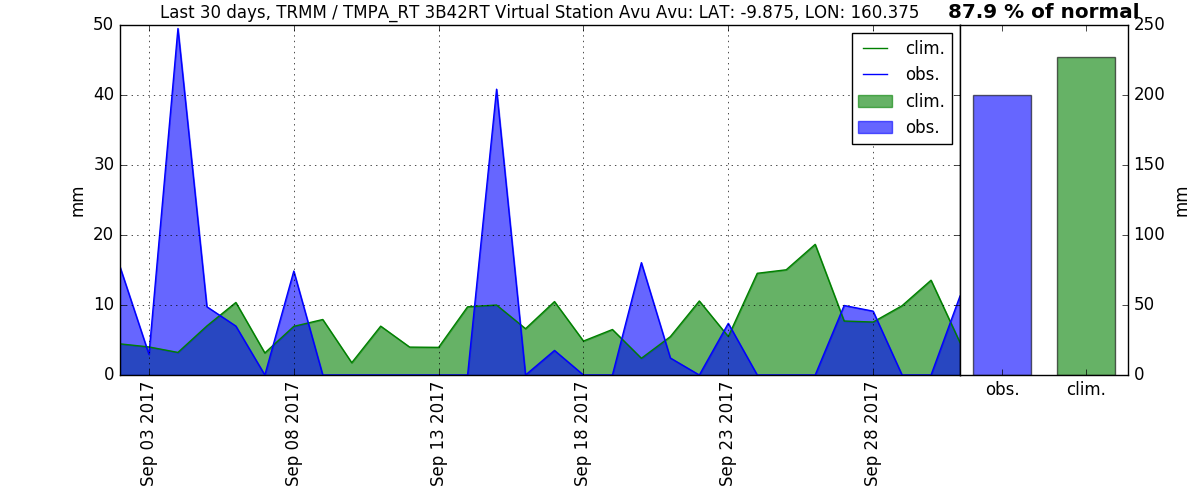 Last 30 days, TRMM / TMPA_RT 3B42RT Virtual Station Avu Avu: LAT: -9.875, LON: 160.375
87.9 % of normal
50
40
30
20
10
0
mm
clim.
obs.
clim.
obs.
250
200
150
100
50
0
mm
Sep 03 2017
Sep 08 2017
Sep 13 2017
Sep 18 2017
Sep 23 2017
Sep 28 2017
obs.
clim.